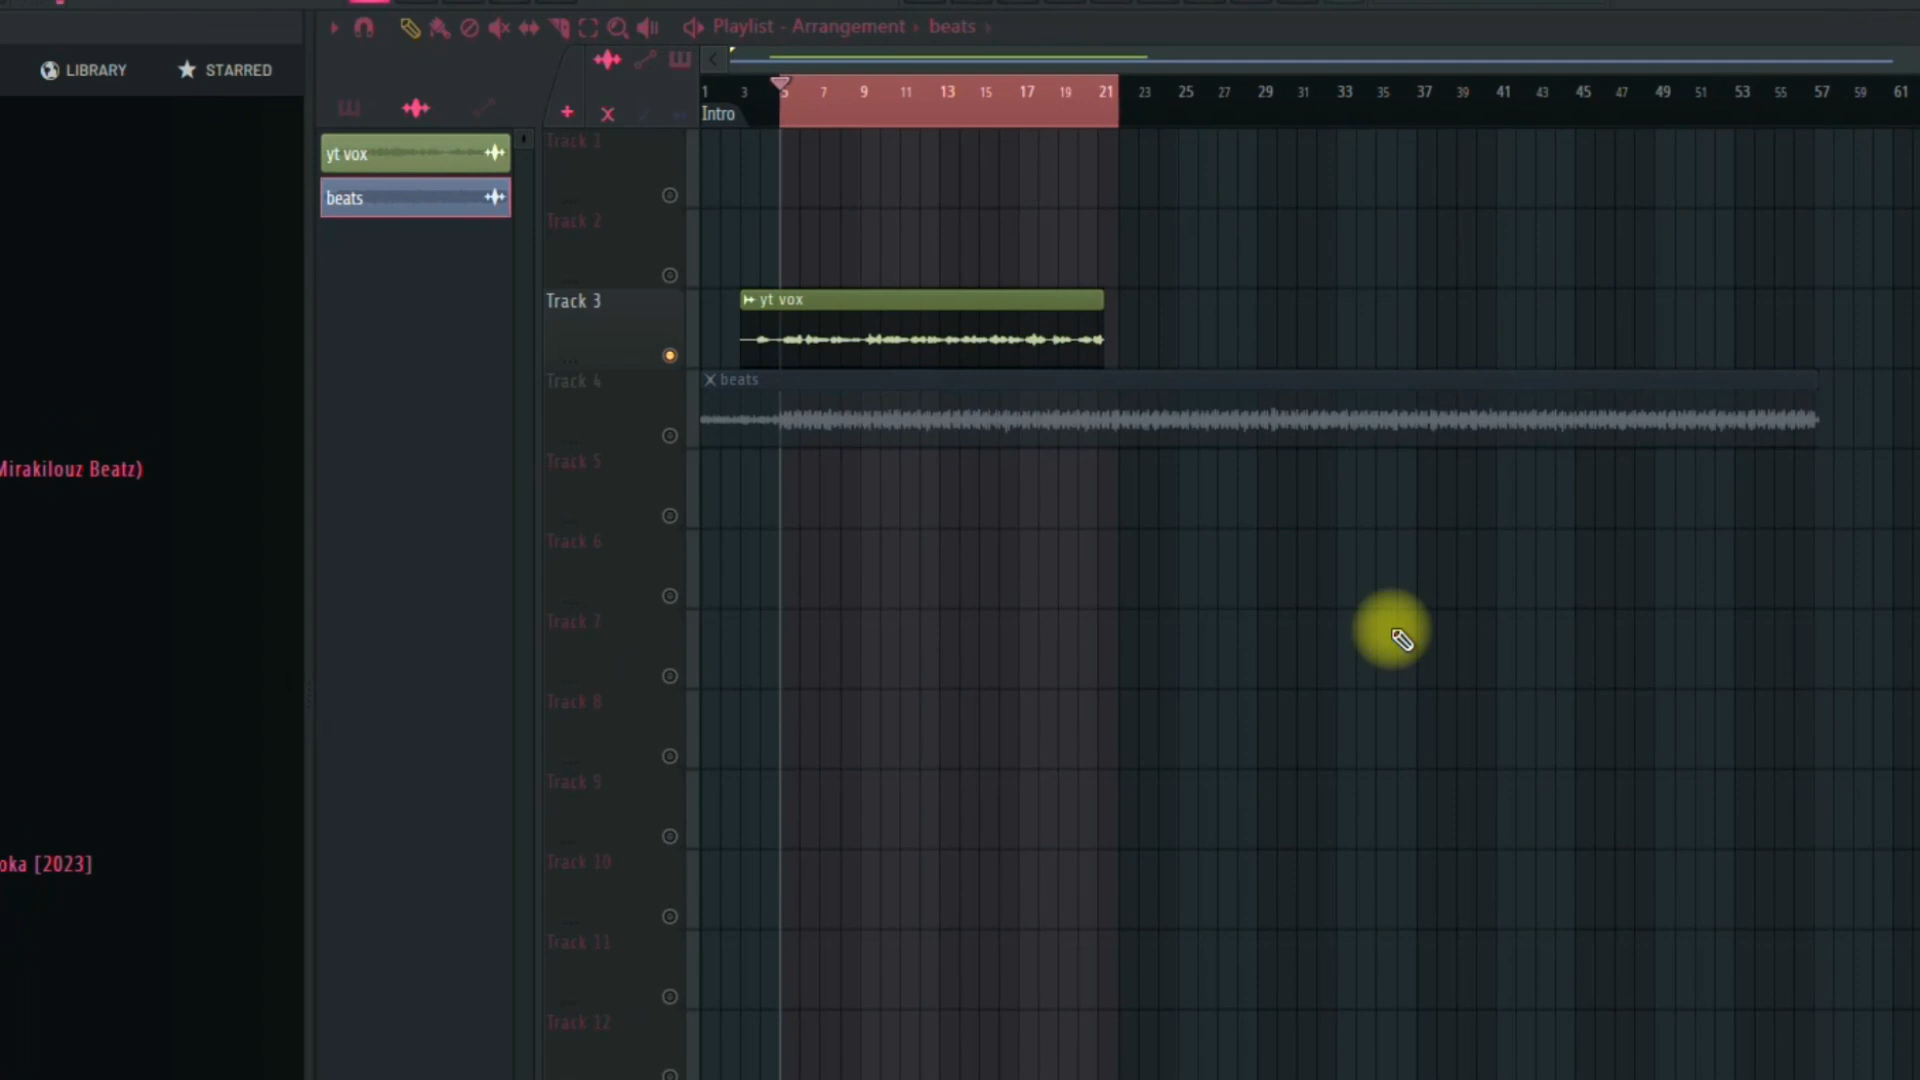 Playlist - Arrangement › beats ›
LIBRARY
STARRED
1 3 5 7 9 11 13 15 17 19 21 23 25 27 29 31 33 35 37 39 41 43 45 47 49 51 53 55 57 59 61
Intro
yt vox
beats
Track 1
Track 2
Track 3
yt vox
Track 4
beats
Track 5
Track 6
Track 7
Track 8
Track 9
Track 10
Track 11
Track 12
Mirakilouz Beatz)
oka [2023]